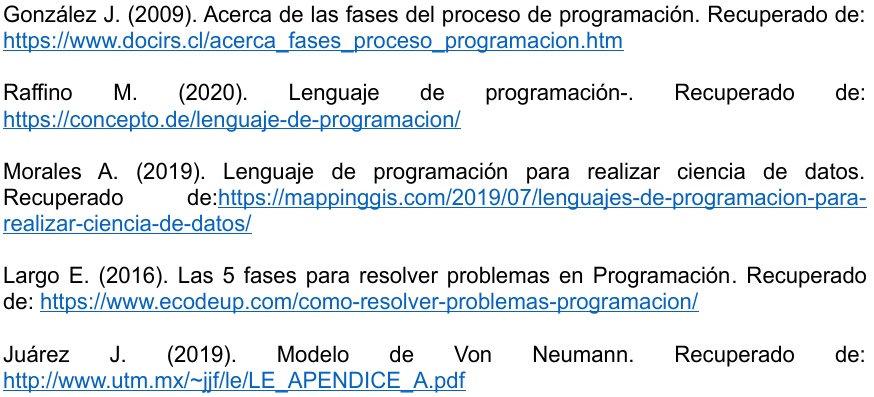 González J. (2009). Acerca de las fases del proceso de programación. Recuperado de:
https://www.docirs.cl/acerca_fases_proceso_programacion.htm
Raffino M. (2020). Lenguaje de programación-. Recuperado de:
https://concepto.de/lenguaje-de-programacion/
Morales A. (2019). Lenguaje de programación para realizar ciencia de datos.
Recuperado de:https://mappinggis.com/2019/07/lenguajes-de-programacion-para-
realizar-ciencia-de-datos/
Largo E. (2016). Las 5 fases para resolver problemas en Programación. Recuperado
de: https://www.ecodeup.com/como-resolver-problemas-programacion/
Juárez J. (2019). Modelo de Von Neumann. Recuperado de:
http://www.utm.mx/~jjf/le/LE_APENDICE_A.pdf